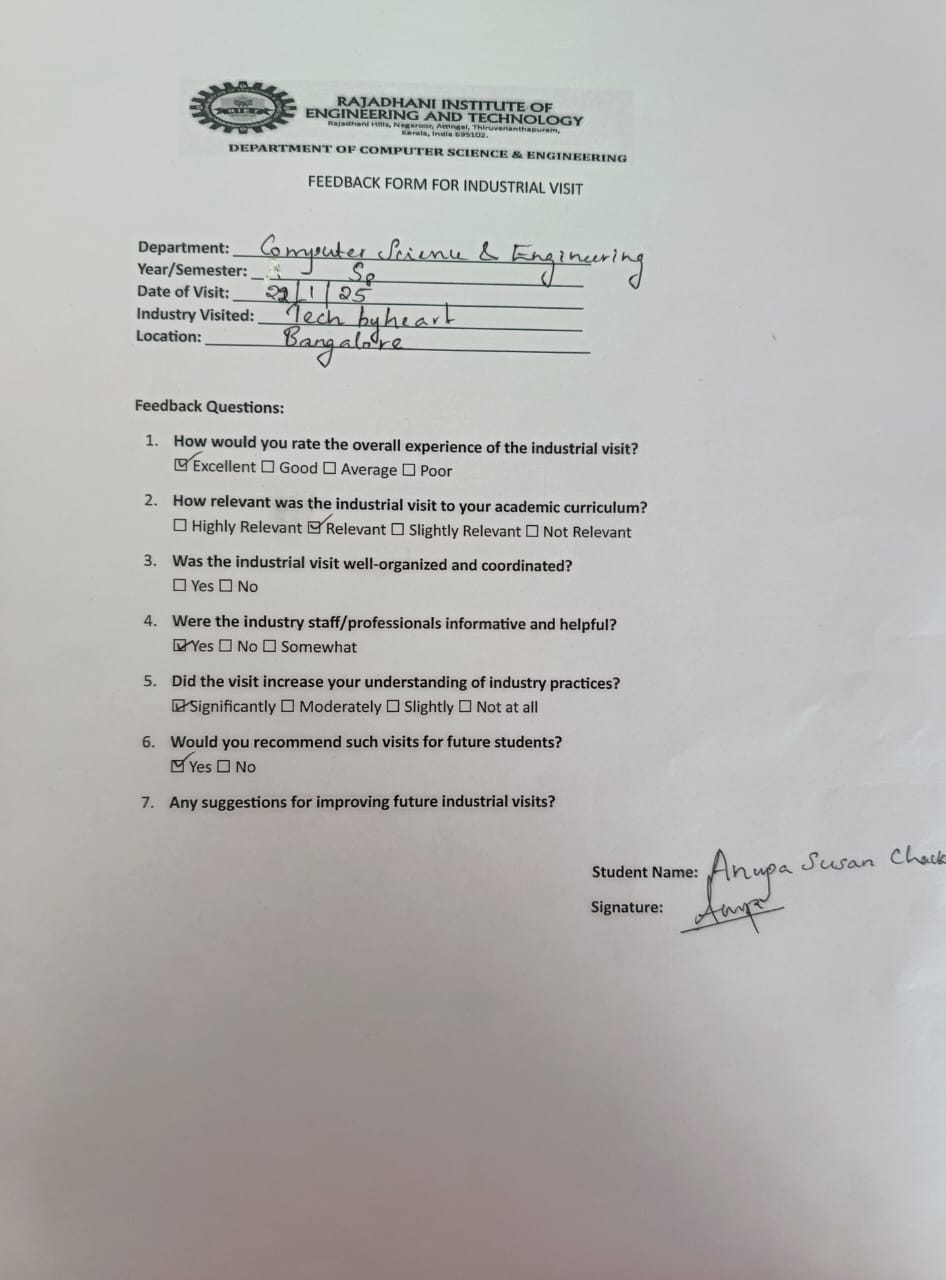 RAJADHANI INSTITUTE OF
ENGINEERING AND TECHNOLOGY
Rajadhani Hills, Nagaroor, Attingal, Thiruvananthapuram,
Kerala, India 695102.
DEPARTMENT OF COMPUTER SCIENCE & ENGINEERING
FEEDBACK FORM FOR INDUSTRIAL VISIT
Department: Computer Science & Engineering
Year/Semester: S6
Date of Visit: 22/1/25
Industry Visited: Tech byheart
Location: Bangalore
Feedback Questions:
1. How would you rate the overall experience of the industrial visit?
☑ Excellent ☐ Good ☐ Average ☐ Poor
2. How relevant was the industrial visit to your academic curriculum?
☐ Highly Relevant ☑ Relevant ☐ Slightly Relevant ☐ Not Relevant
3. Was the industrial visit well-organized and coordinated?
☐ Yes ☐ No
4. Were the industry staff/professionals informative and helpful?
☑ Yes ☐ No ☐ Somewhat
5. Did the visit increase your understanding of industry practices?
☑ Significantly ☐ Moderately ☐ Slightly ☐ Not at all
6. Would you recommend such visits for future students?
☑ Yes ☐ No
7. Any suggestions for improving future industrial visits?
Student Name: Anupa Susan Chack
Signature: Anupa